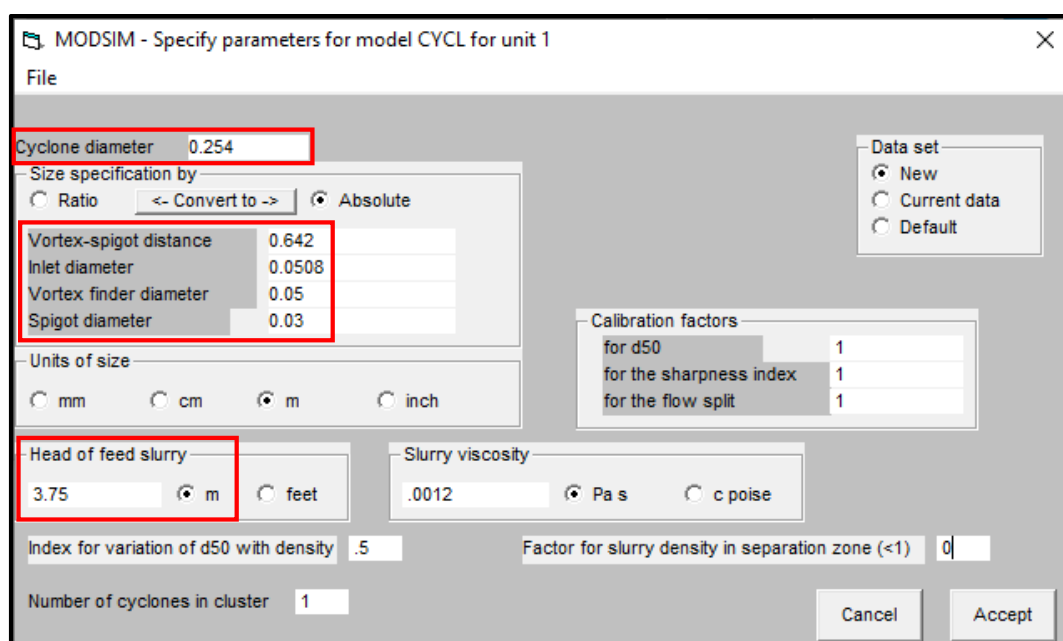 MODSIM - Specify parameters for model CYCL for unit 1
File
Cyclone diameter 0.254
Size specification by
Ratio <- Convert to -> Absolute
Vortex-spigot distance 0.642
Inlet diameter 0.0508
Vortex finder diameter 0.05
Spigot diameter 0.03
Units of size
mm cm m inch
Data set
New
Current data
Default
Calibration factors
for d50 1
for the sharpness index 1
for the flow split 1
Head of feed slurry
3.75 m feet
Slurry viscosity
.0012 Pa s c poise
Index for variation of d50 with density .5
Factor for slurry density in separation zone (<1) 0
Number of cyclones in cluster 1
Cancel Accept